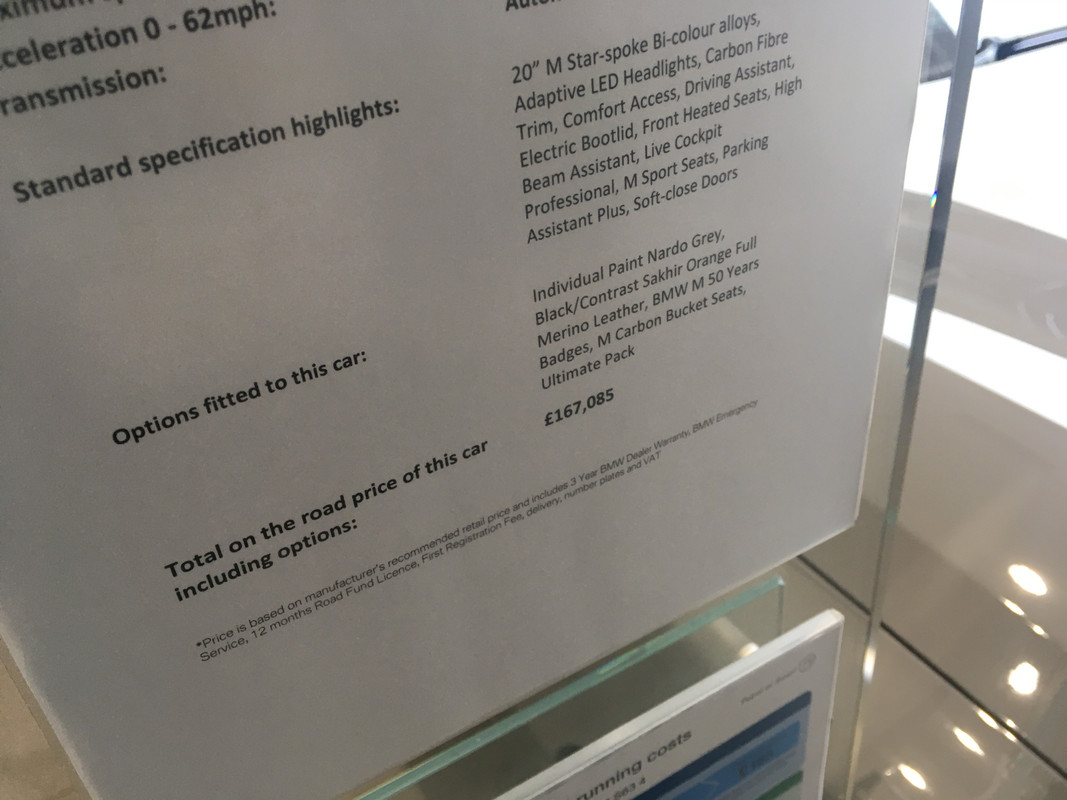 cceleration 0 - 62mph:
ransmission:
Standard specification highlights:
20” M Star-spoke Bi-colour alloys,
Adaptive LED Headlights, Carbon Fibre
Trim, Comfort Access, Driving Assistant,
Electric Bootlid, Front Heated Seats, High
Beam Assistant, Live Cockpit
Professional, M Sport Seats, Parking
Assistant Plus, Soft-close Doors
Options fitted to this car:
Individual Paint Nardo Grey,
Black/Contrast Sakhir Orange Full
Merino Leather, BMW M 50 Years
Badges, M Carbon Bucket Seats,
Ultimate Pack
Total on the road price of this car
including options:
£167,085
*Price is based on manufacturer's recommended retail price and includes 3 Year BMW Dealer Warranty, BMW Emergency
Service, 12 months Road Fund Licence, First Registration Fee, delivery, number plates and VAT
running costs